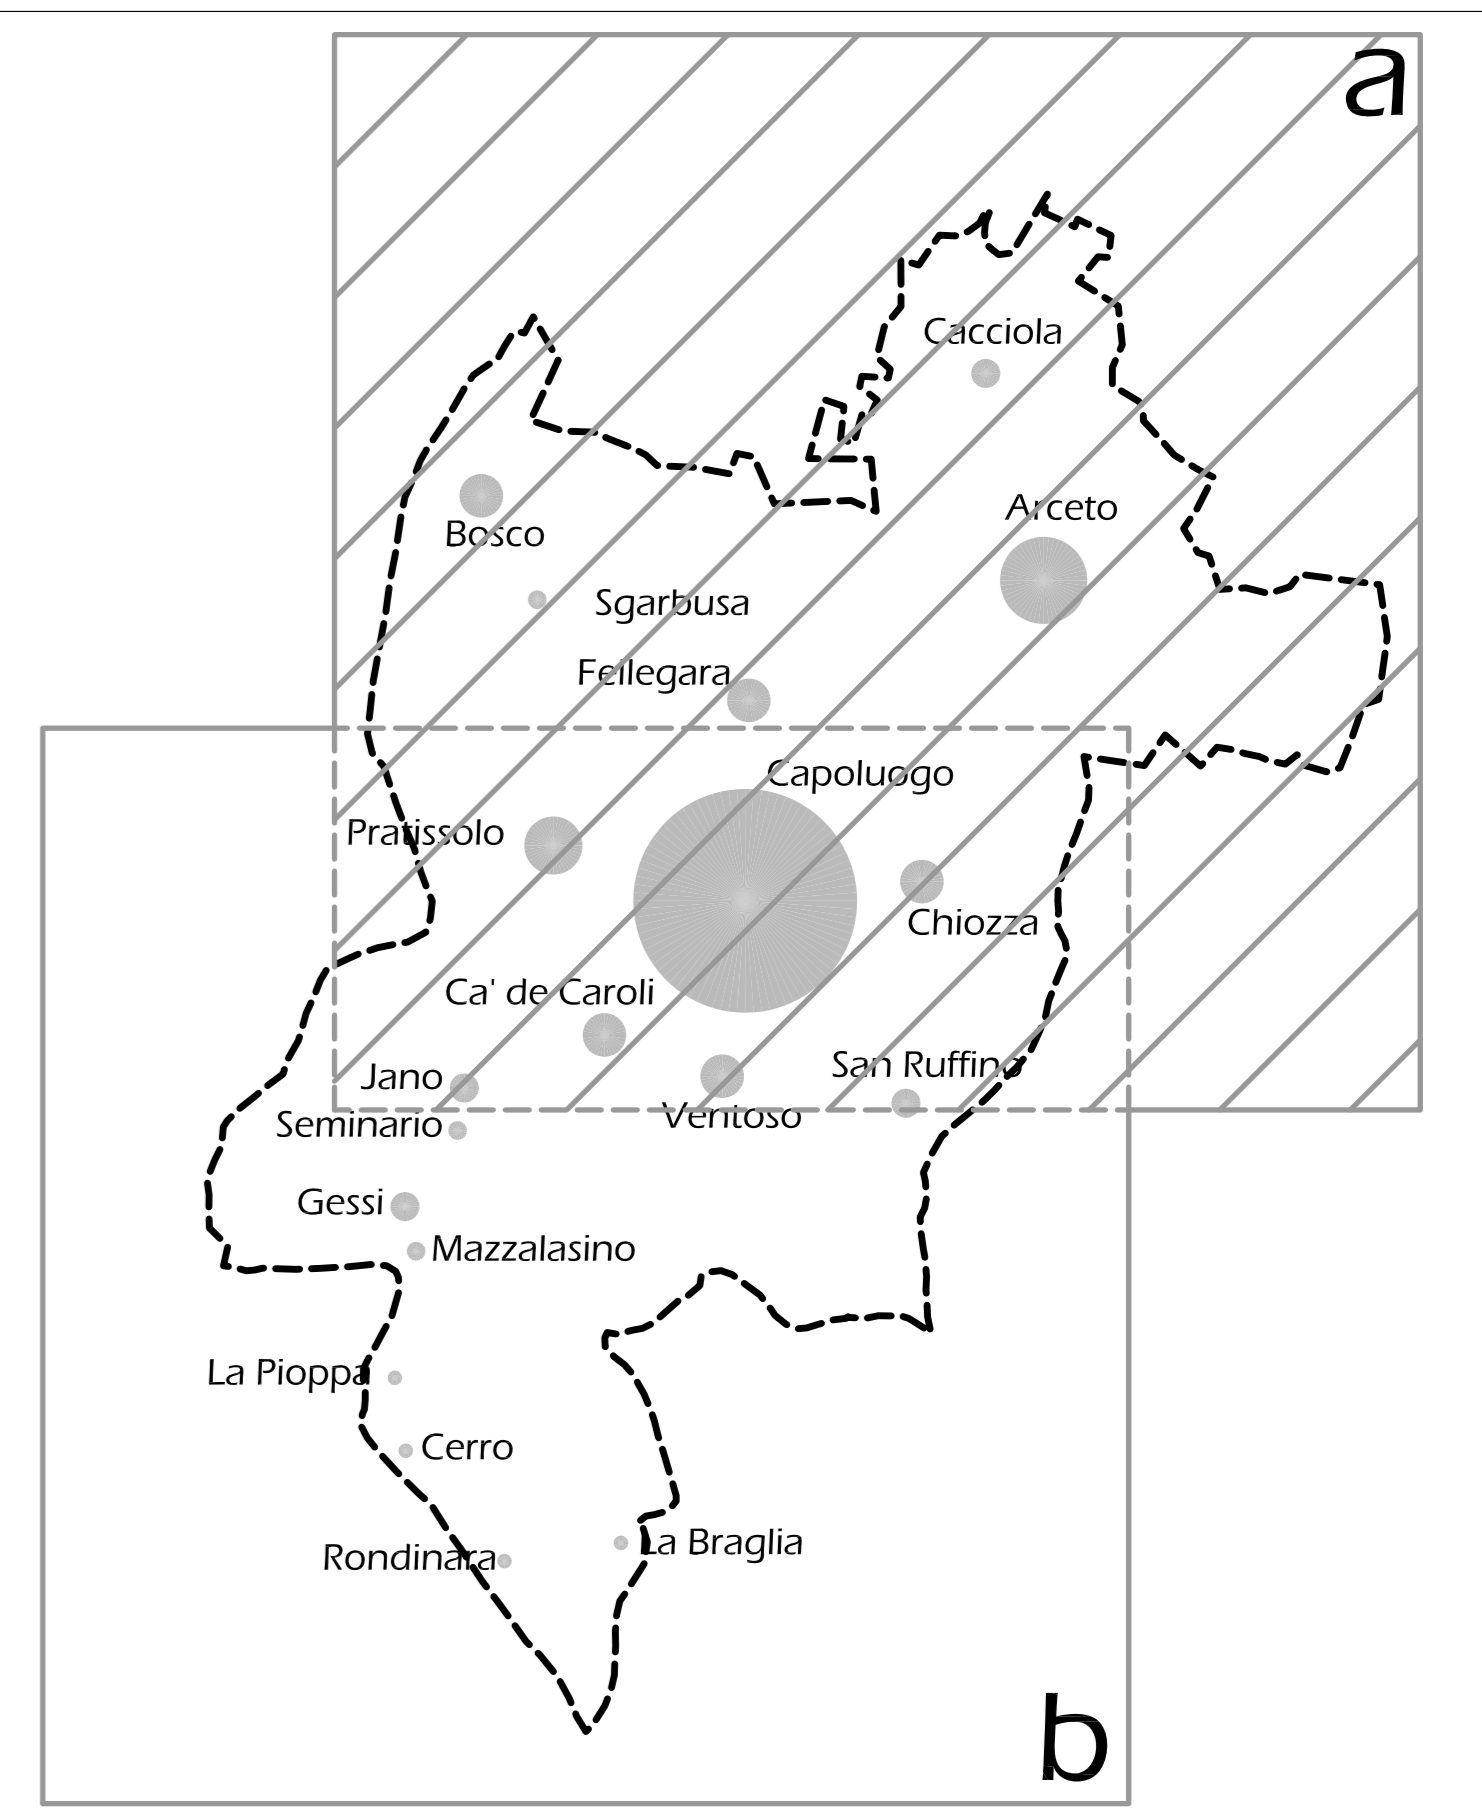 a
Cacciola
Arceto
Bosco
Sgarbusa
Fellegara
Capoluogo
Pratissolo
Chiozza
Ca' de Caroli
San Ruffino
Jano
Ventoso
Seminario
Gessi
Mazzalasino
La Pioppa
Cerro
La Braglia
Rondinara
b